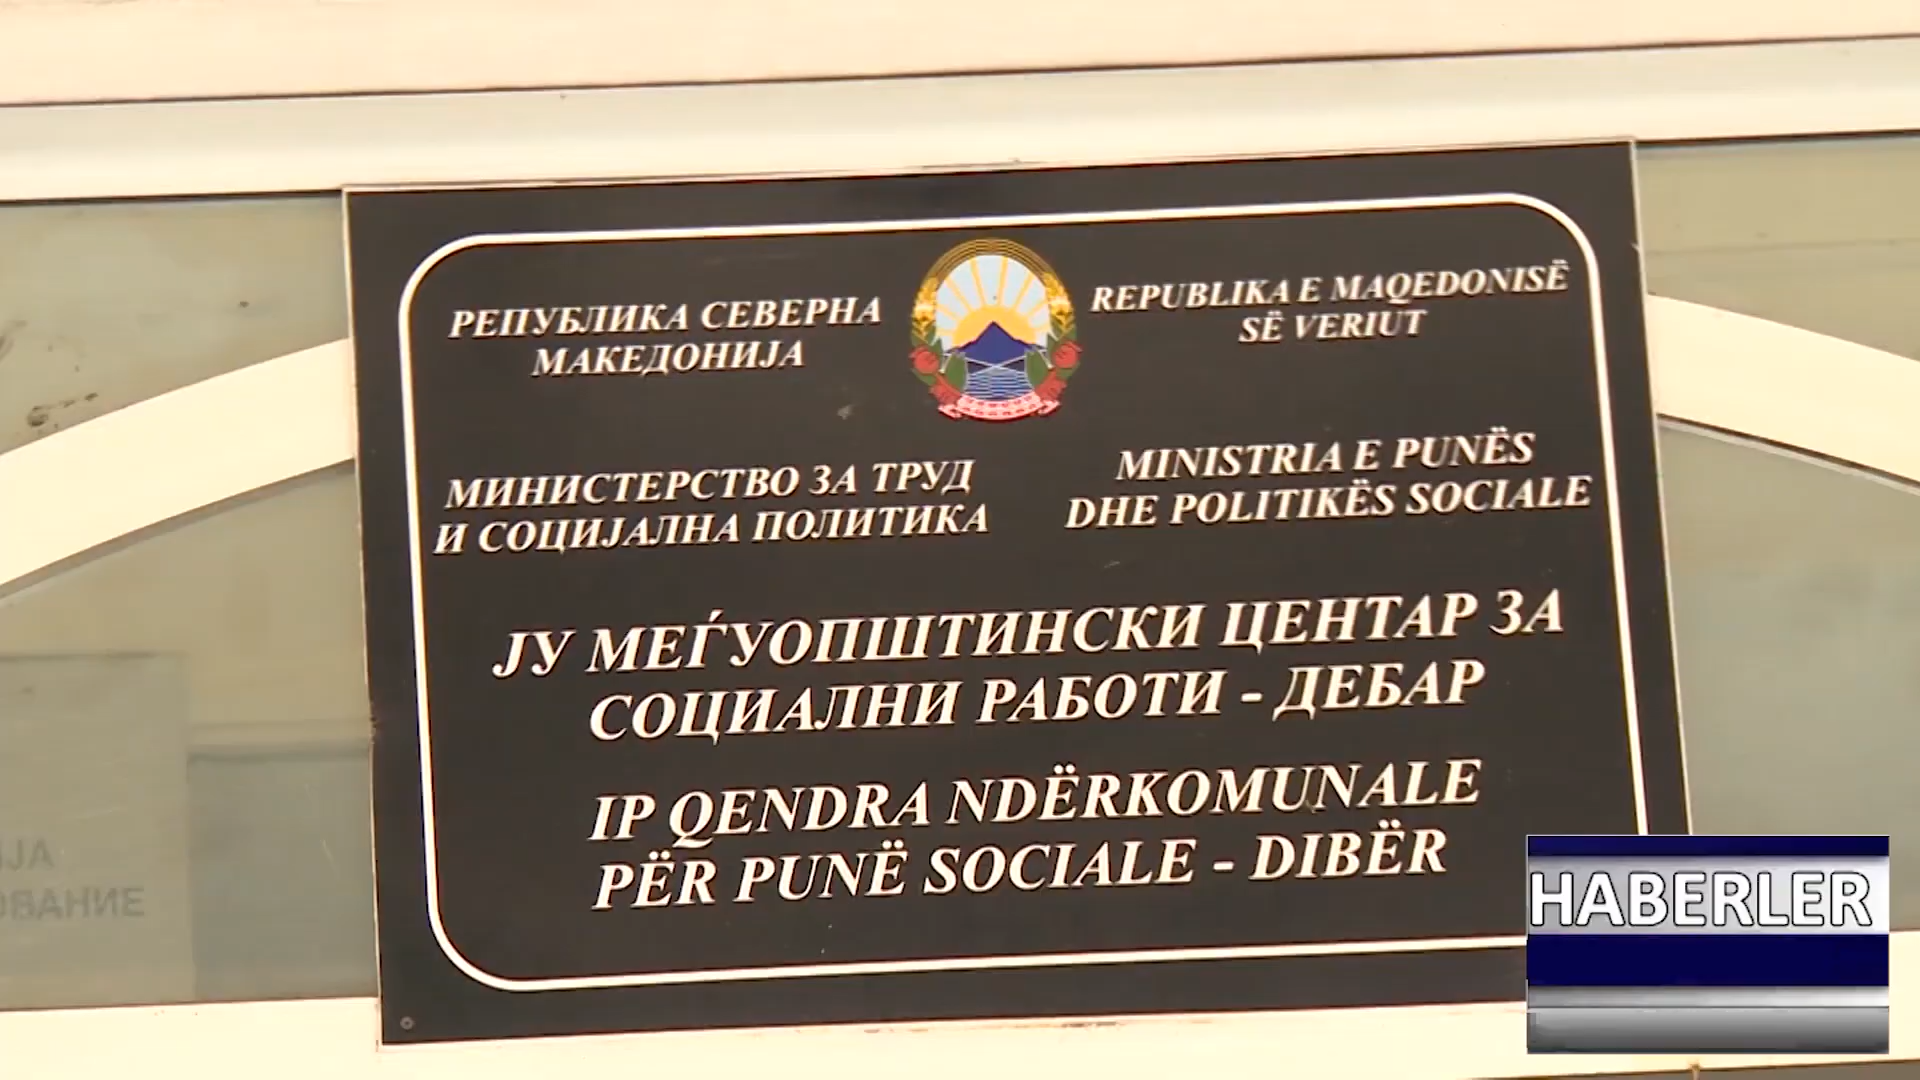 РЕПУБЛИКА СЕВЕРНА
МАКЕДОНИЈА
REPUBLIKA E MAQEDONISË
SË VERIUT
МИНИСТЕРСТВО ЗА ТРУД
И СОЦИЈАЛНА ПОЛИТИКА
MINISTRIA E PUNËS
DHE POLITIKËS SOCIALE
ЈУ МЕЃУОПШТИНСКИ ЦЕНТАР ЗА
СОЦИАЛНИ РАБОТИ - ДЕБАР
IP QENDRA NDËRKOMUNALE
PËR PUNË SOCIALE - DIBËR
HABERLER